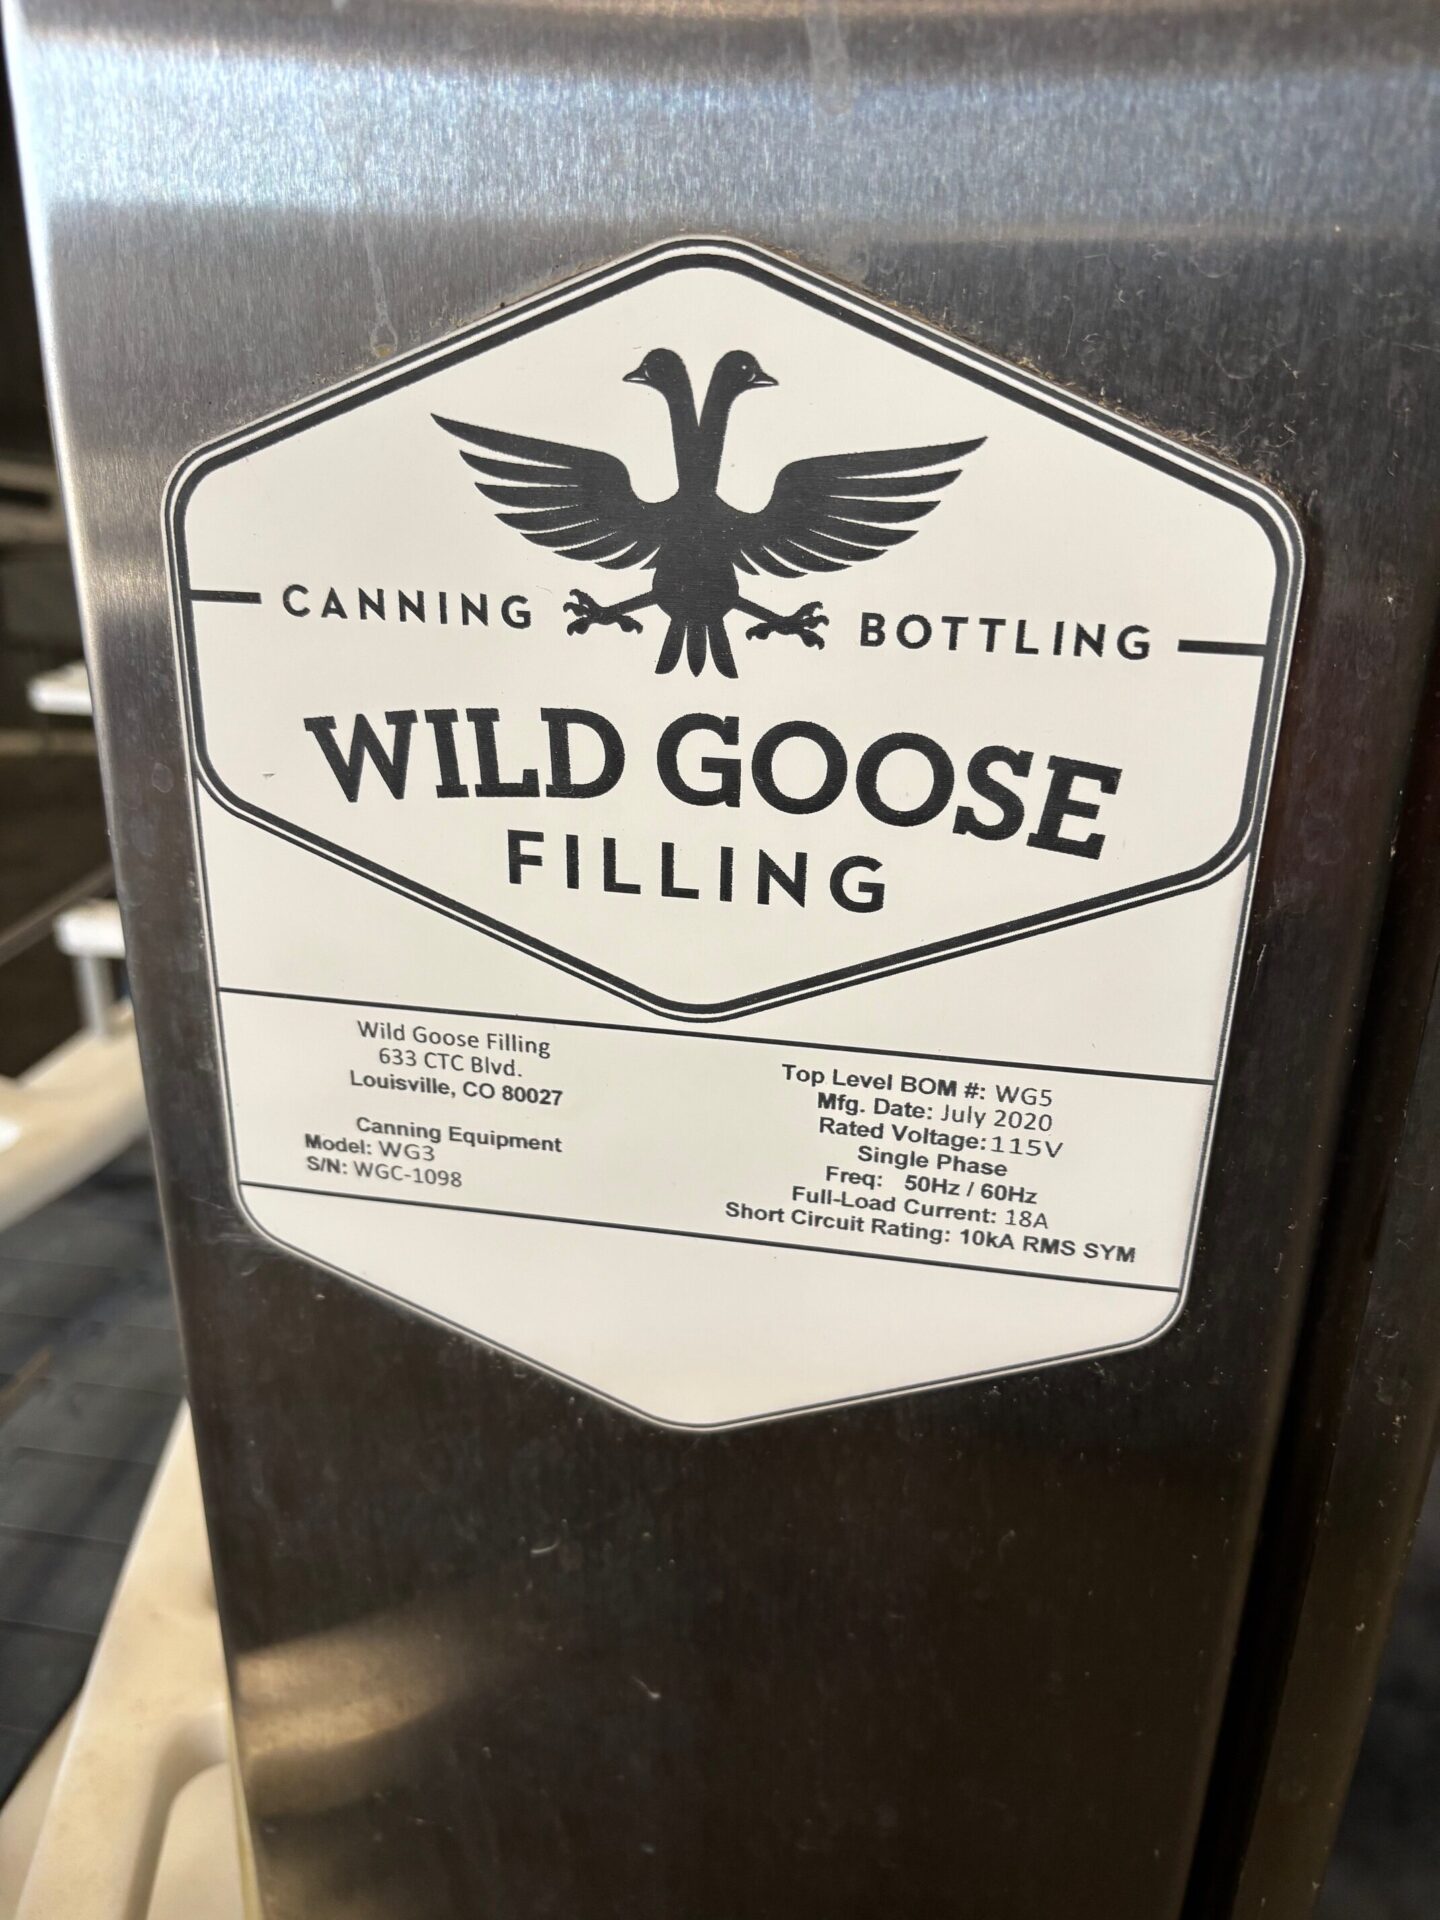 CANNING BOTTLING
WILD GOOSE
FILLING
Wild Goose Filling
633 CTC Blvd.
Louisville, CO 80027
Canning Equipment
Model: WG3
S/N: WGC-1098
Top Level BOM #: WG5
Mfg. Date: July 2020
Rated Voltage: 115V
Single Phase
Freq: 50Hz / 60Hz
Full-Load Current: 18A
Short Circuit Rating: 10kA RMS SYM